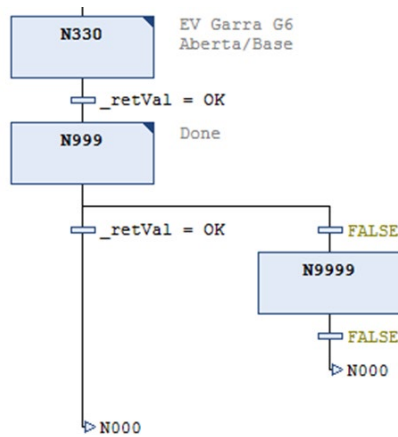 N330
EV Garra G6
Aberta/Base
_retVal = OK
N999
Done
_retVal = OK
FALSE
N9999
FALSE
N000
N000